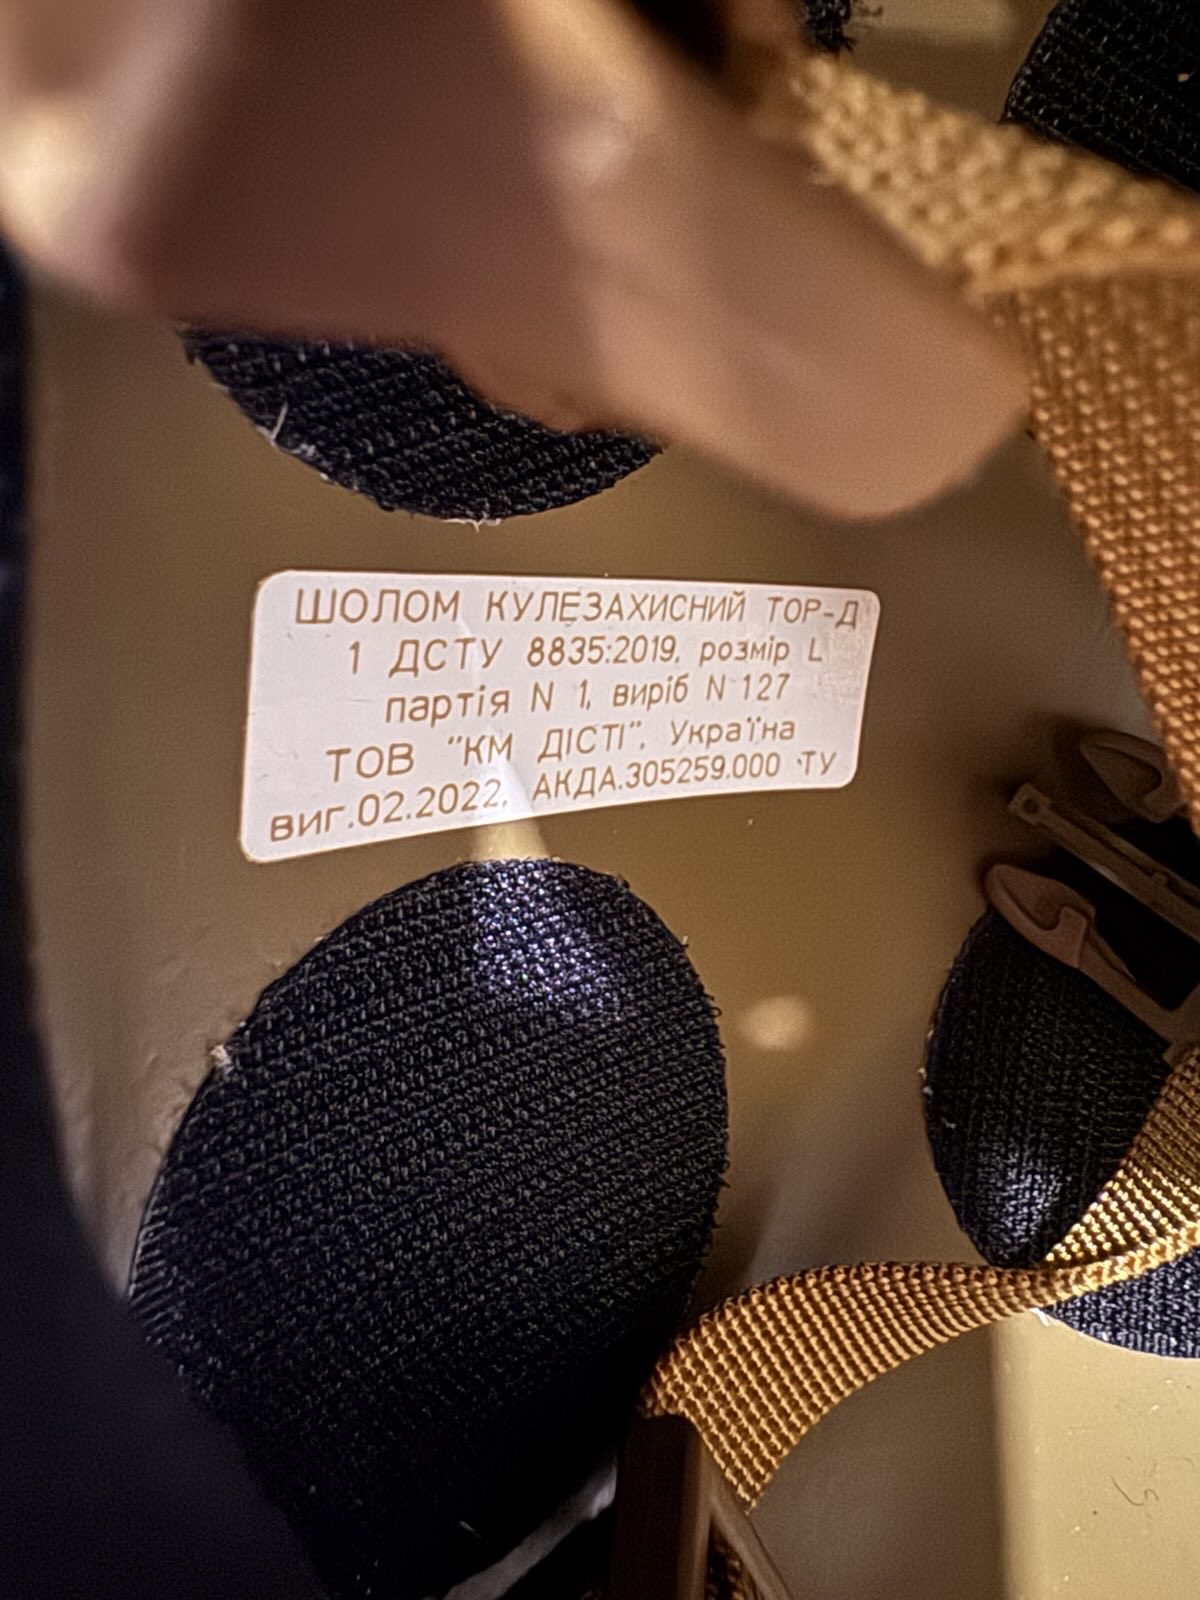 ШОЛОМ КУЛЕЗАХИСНИЙ ТОР-Д
1 ДСТУ 8835:2019, розмір L
партія N 1, виріб N 127
ТОВ "КМ ДІСТІ", Україна
виг.02.2022, АКДА.305259.000 ТУ